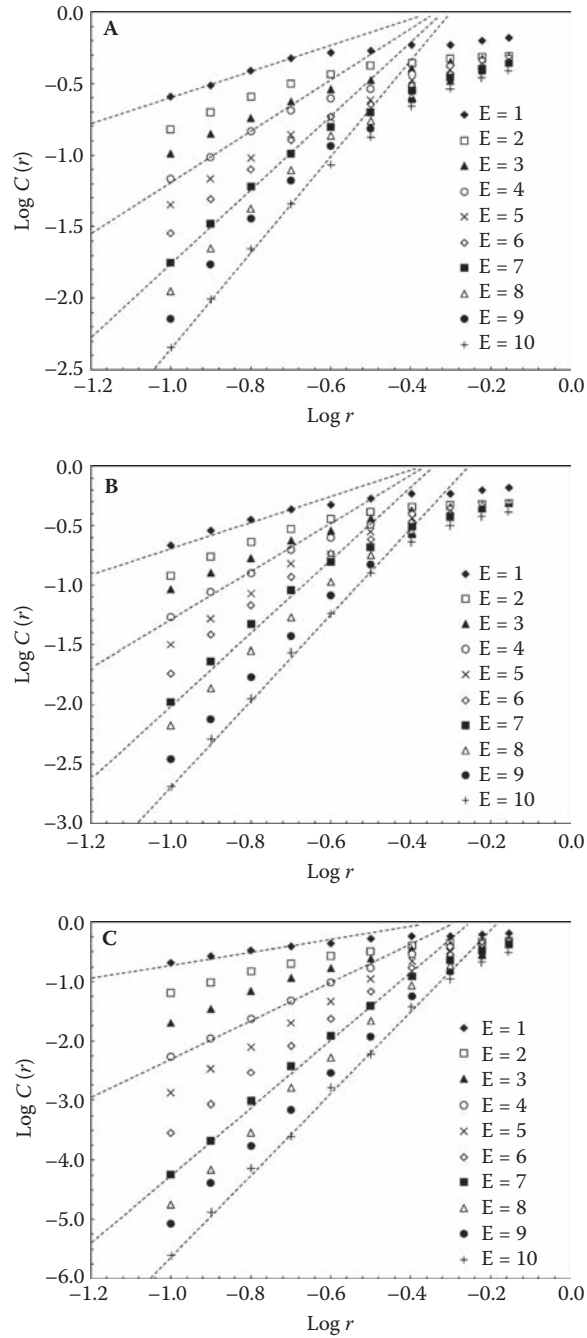 A
0.0
−0.5
−1.0
−1.5
−2.0
−2.5
Log C (r)
E = 1
E = 2
E = 3
E = 4
E = 5
E = 6
E = 7
E = 8
E = 9
E = 10
−1.2 −1.0 −0.8 −0.6 −0.4 −0.2 0.0
Log r
B
0.0
−0.5
−1.0
−1.5
−2.0
−2.5
−3.0
Log C (r)
E = 1
E = 2
E = 3
E = 4
E = 5
E = 6
E = 7
E = 8
E = 9
E = 10
−1.2 −1.0 −0.8 −0.6 −0.4 −0.2 0.0
Log r
C
0.0
−1.0
−2.0
−3.0
−4.0
−5.0
−6.0
Log C (r)
E = 1
E = 2
E = 3
E = 4
E = 5
E = 6
E = 7
E = 8
E = 9
E = 10
−1.2 −1.0 −0.8 −0.6 −0.4 −0.2 0.0
Log r